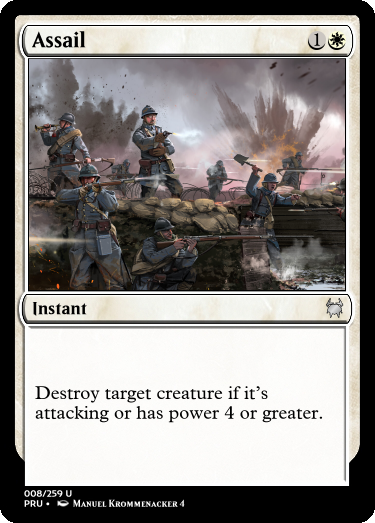 Assail 1
Instant
Destroy target creature if it's
attacking or has power 4 or greater.
008/259 U
PRU • Manuel Krommenacker 4